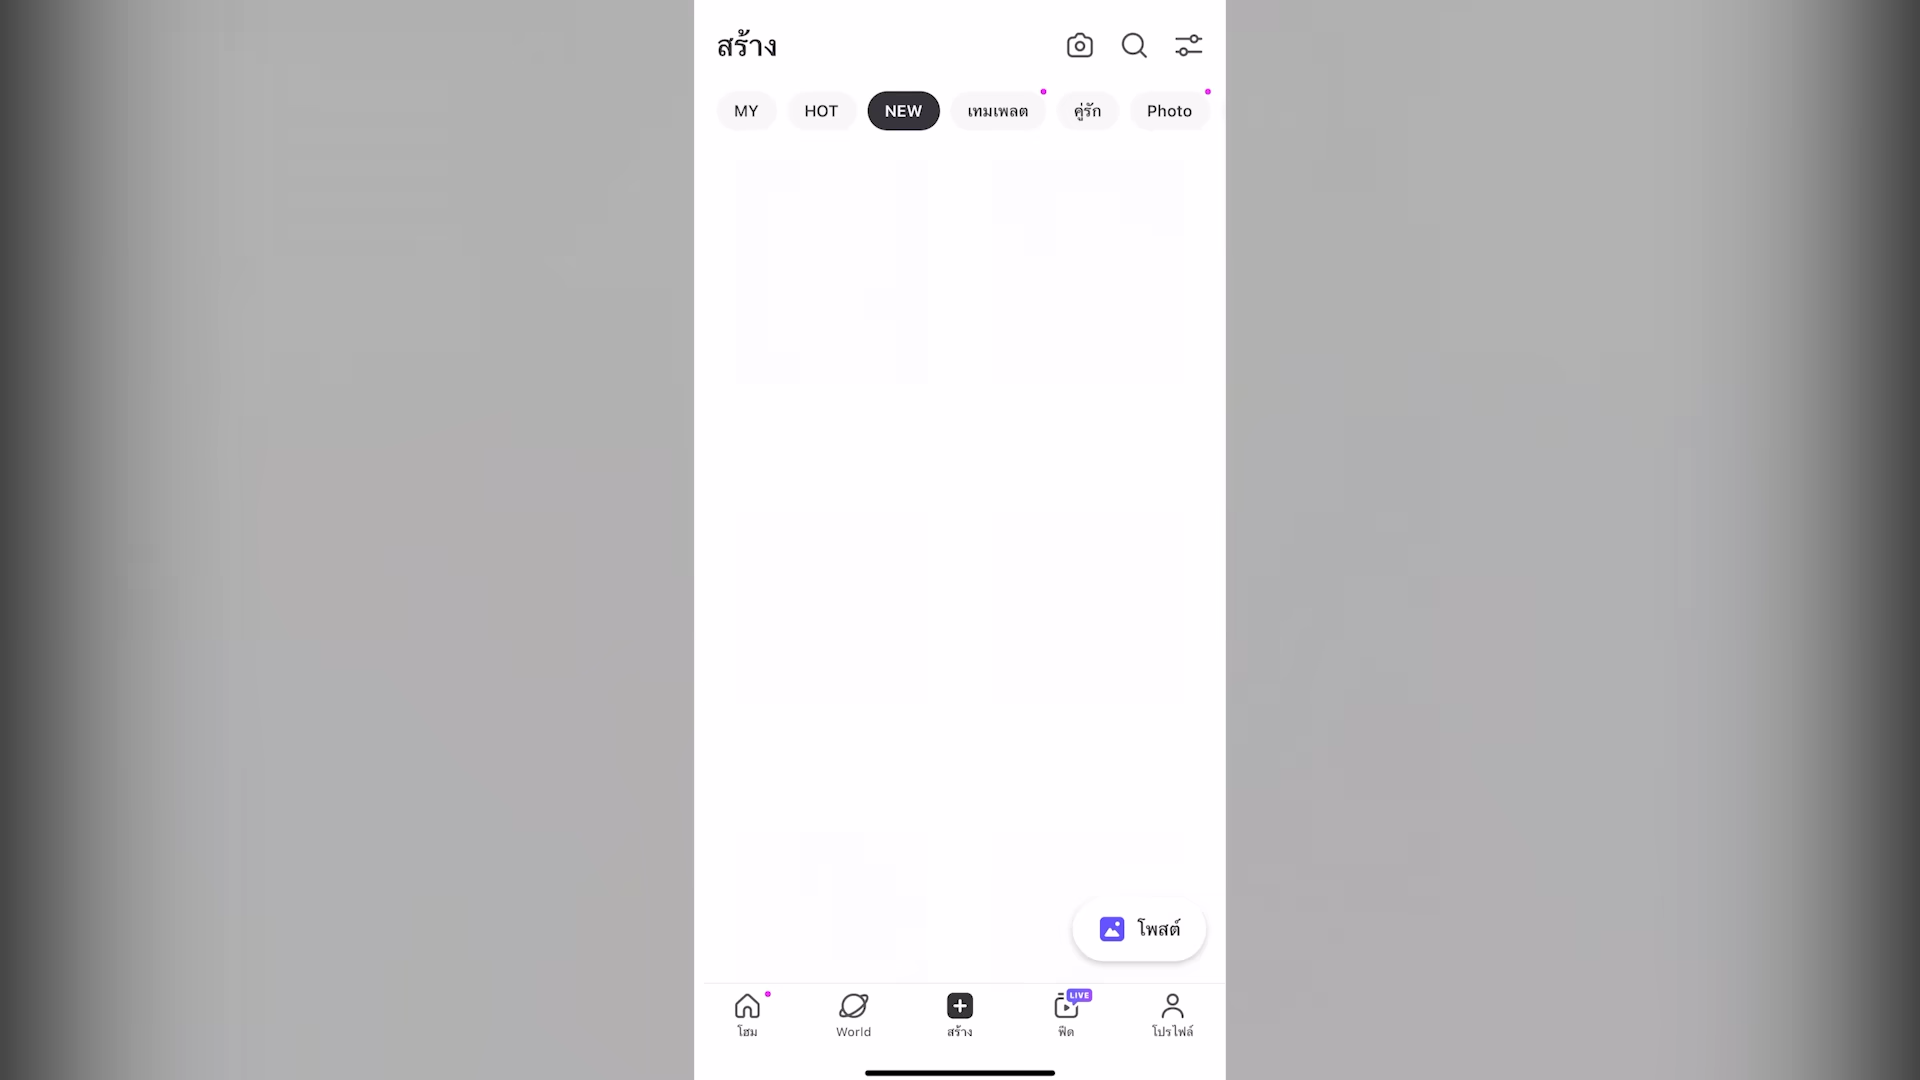 สร้าง
MY HOT NEW เทมเพลต คู่รัก Photo
โพสต์
LIVE
โฮม World สร้าง ฟีด โปรไฟล์